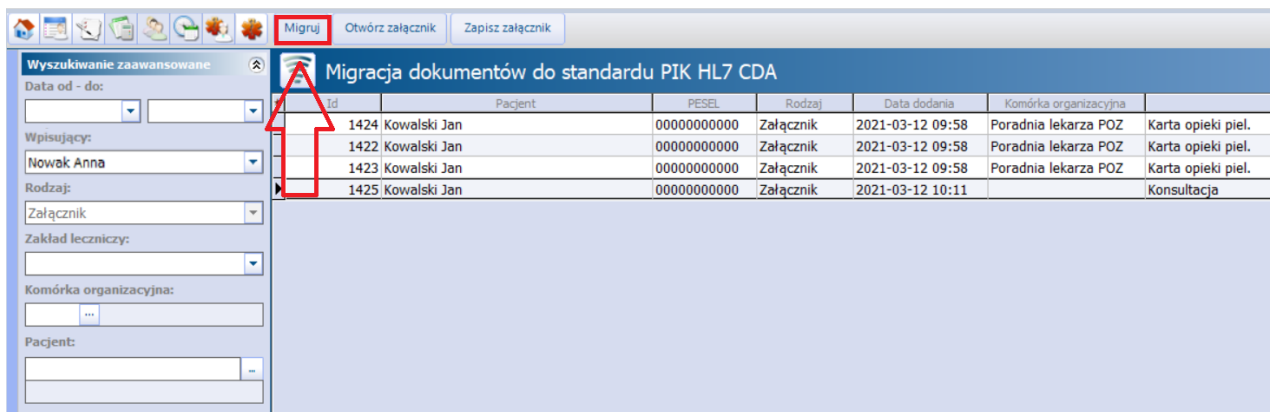 Migruj Otwórz załącznik Zapisz załącznik
Wyszukiwanie zaawansowane
Data od - do:
Wpisujący:
Nowak Anna
Rodzaj:
Załącznik
Zakład leczniczy:
Komórka organizacyjna:
...
Pacjent:
...
Migracja dokumentów do standardu PIK HL7 CDA
Id Pacjent PESEL Rodzaj Data dodania Komórka organizacyjna
1424 Kowalski Jan 00000000000 Załącznik 2021-03-12 09:58 Poradnia lekarza POZ Karta opieki piel.
1422 Kowalski Jan 00000000000 Załącznik 2021-03-12 09:58 Poradnia lekarza POZ Karta opieki piel.
1423 Kowalski Jan 00000000000 Załącznik 2021-03-12 09:58 Poradnia lekarza POZ Karta opieki piel.
1425 Kowalski Jan 00000000000 Załącznik 2021-03-12 10:11 Konsultacja